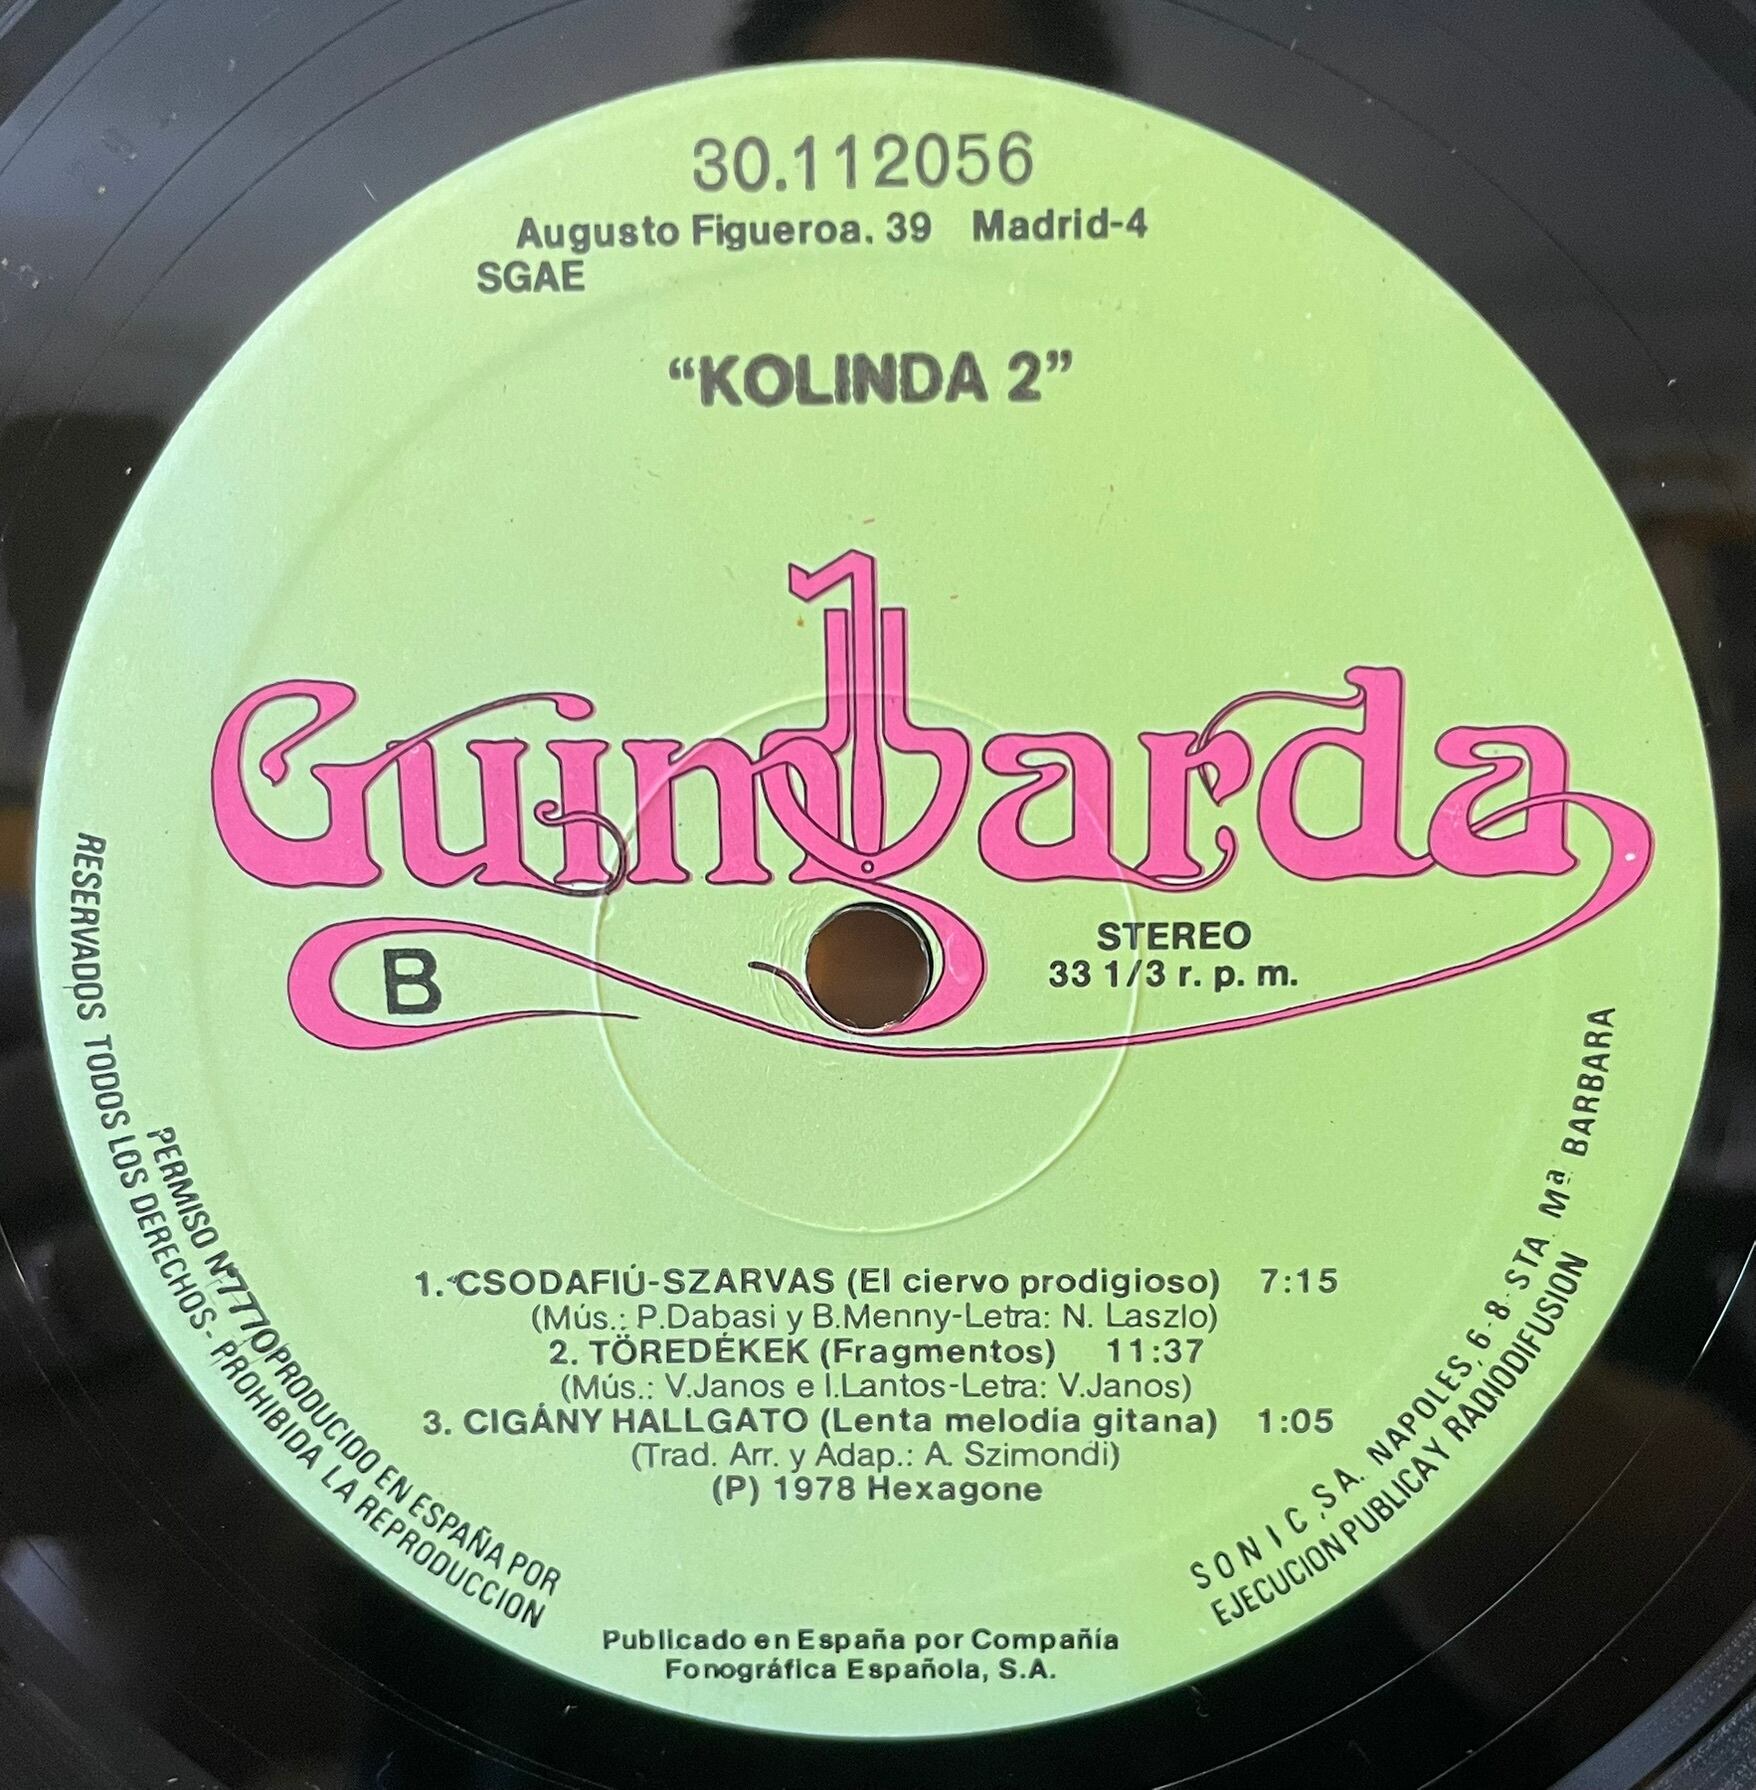 30.112056
Augusto Figueroa. 39 Madrid-4
SGAE
“KOLINDA 2”
Guimbarda
B
STEREO
33 1/3 r. p. m.
1. CSODAFIÚ-SZARVAS (El ciervo prodigioso) 7:15
(Mús.: P.Dabasi y B.Menny-Letra: N. Laszlo)
2. TÖREDÉKEK (Fragmentos) 11:37
(Mús.: V.Janos e I.Lantos-Letra: V.Janos)
3. CIGÁNY HALLGATO (Lenta melodía gitana) 1:05
(Trad. Arr. y Adap.: A. Szimondi)
(P) 1978 Hexagone
RESERVADOS TODOS LOS DERECHOS- PROHIBIDA LA REPRODUCCION
PERMISO Nº7770PRODUCIDO EN ESPAÑA POR
SONIC,SA. NAPOLES,6-8-STA Mª BARBARA
EJECUCION PUBLICA Y RADIODIFUSION
Publicado en España por Compañía
Fonográfica Española, S.A.